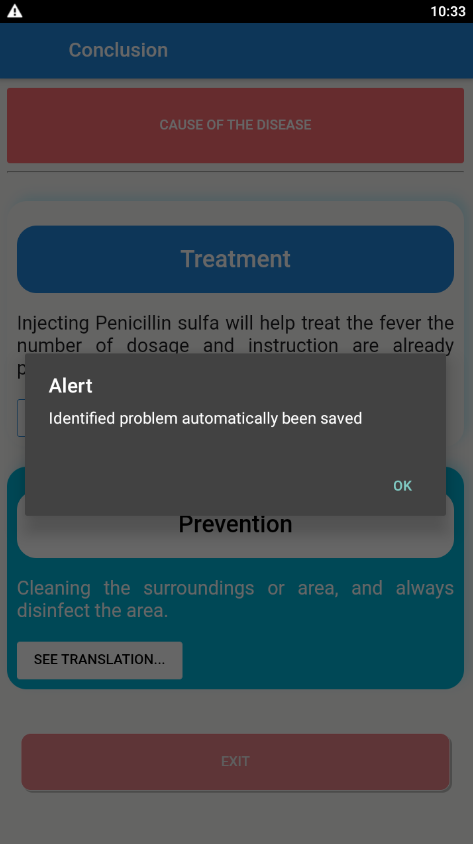 10:33
Conclusion
CAUSE OF THE DISEASE
Treatment
Injecting Penicillin sulfa will help treat the fever the
number of dosage and instruction are already
Alert
Identified problem automatically been saved
OK
Prevention
Cleaning the surroundings or area, and always
disinfect the area.
SEE TRANSLATION...
EXIT